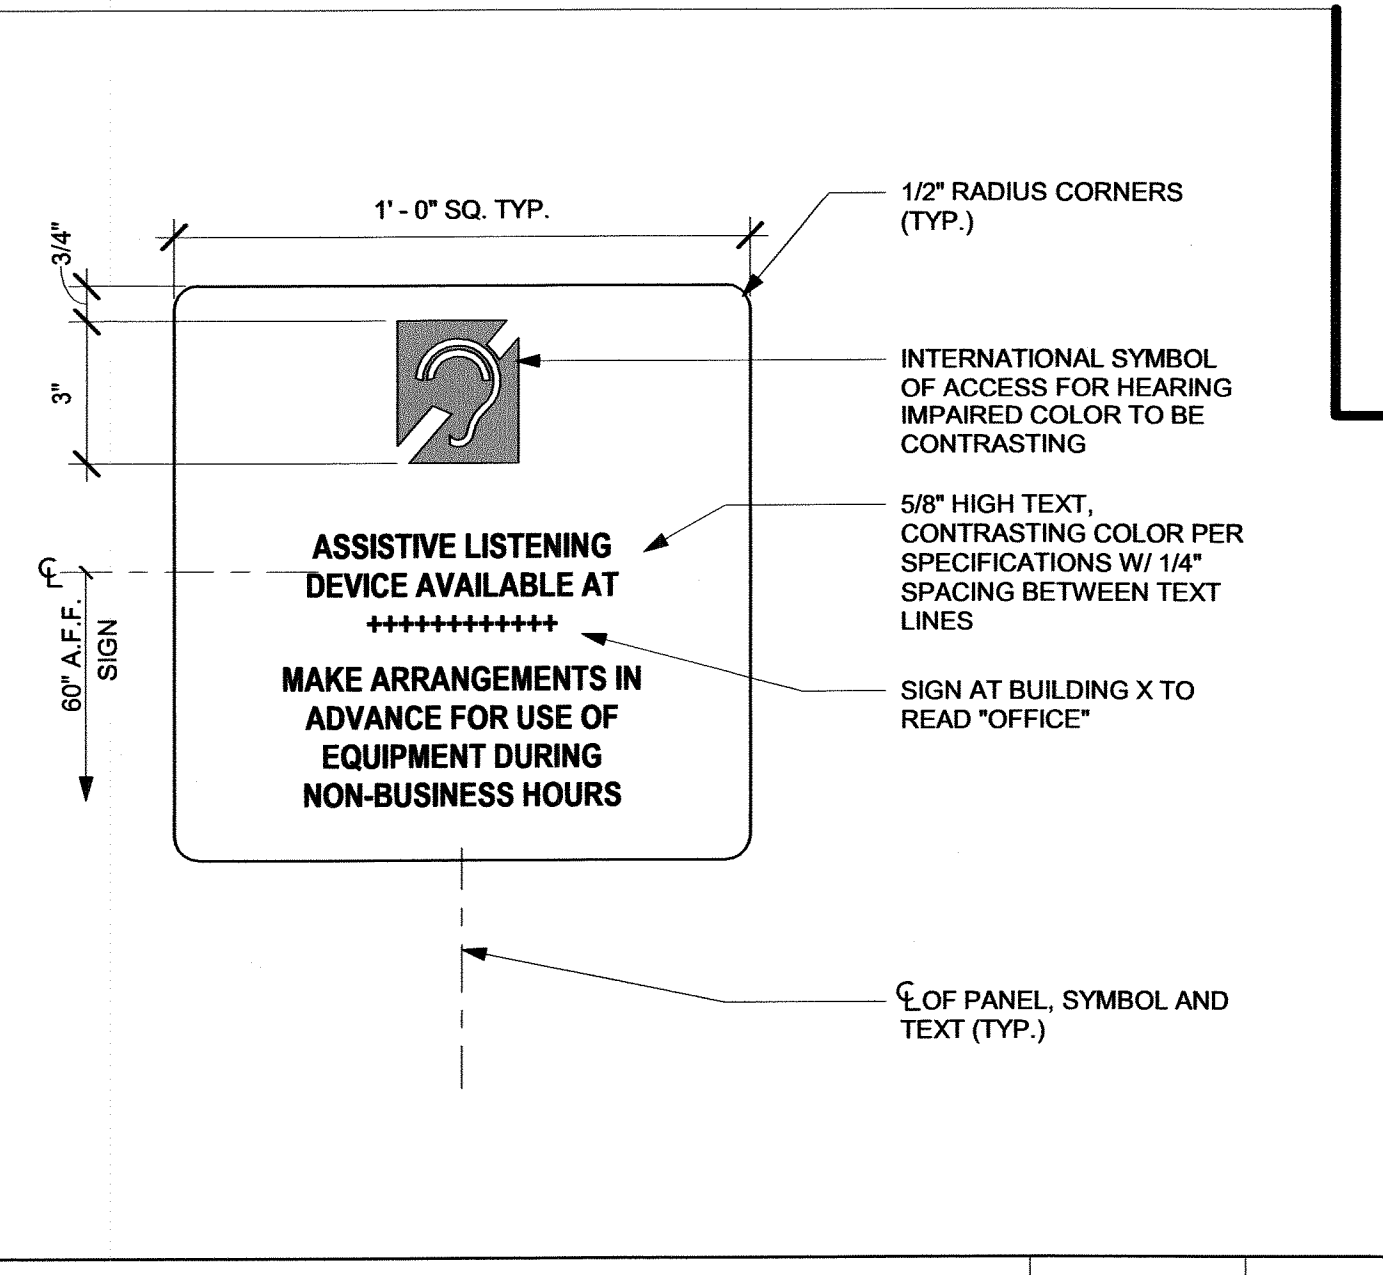 1' - 0" SQ. TYP.
3/4"
3"
℄
60" A.F.F.
SIGN
ASSISTIVE LISTENING
DEVICE AVAILABLE AT
++++++++++++
MAKE ARRANGEMENTS IN
ADVANCE FOR USE OF
EQUIPMENT DURING
NON-BUSINESS HOURS
1/2" RADIUS CORNERS
(TYP.)
INTERNATIONAL SYMBOL
OF ACCESS FOR HEARING
IMPAIRED COLOR TO BE
CONTRASTING
5/8" HIGH TEXT,
CONTRASTING COLOR PER
SPECIFICATIONS W/ 1/4"
SPACING BETWEEN TEXT
LINES
SIGN AT BUILDING X TO
READ "OFFICE"
℄ OF PANEL, SYMBOL AND
TEXT (TYP.)